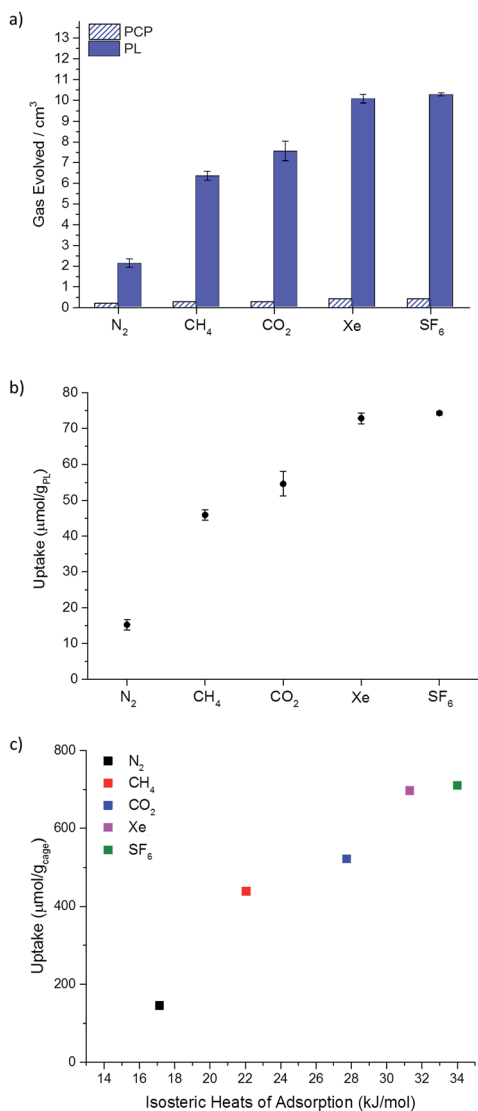 a)
PCP
PL
Gas Evolved / cm³
13
12
11
10
9
8
7
6
5
4
3
2
1
0
N₂ CH₄ CO₂ Xe SF₆
b)
Uptake (μmol/g_PL)
80
70
60
50
40
30
20
10
0
N₂ CH₄ CO₂ Xe SF₆
c)
Uptake (μmol/g_cage)
800
600
400
200
0
N₂
CH₄
CO₂
Xe
SF₆
14 16 18 20 22 24 26 28 30 32 34
Isosteric Heats of Adsorption (kJ/mol)